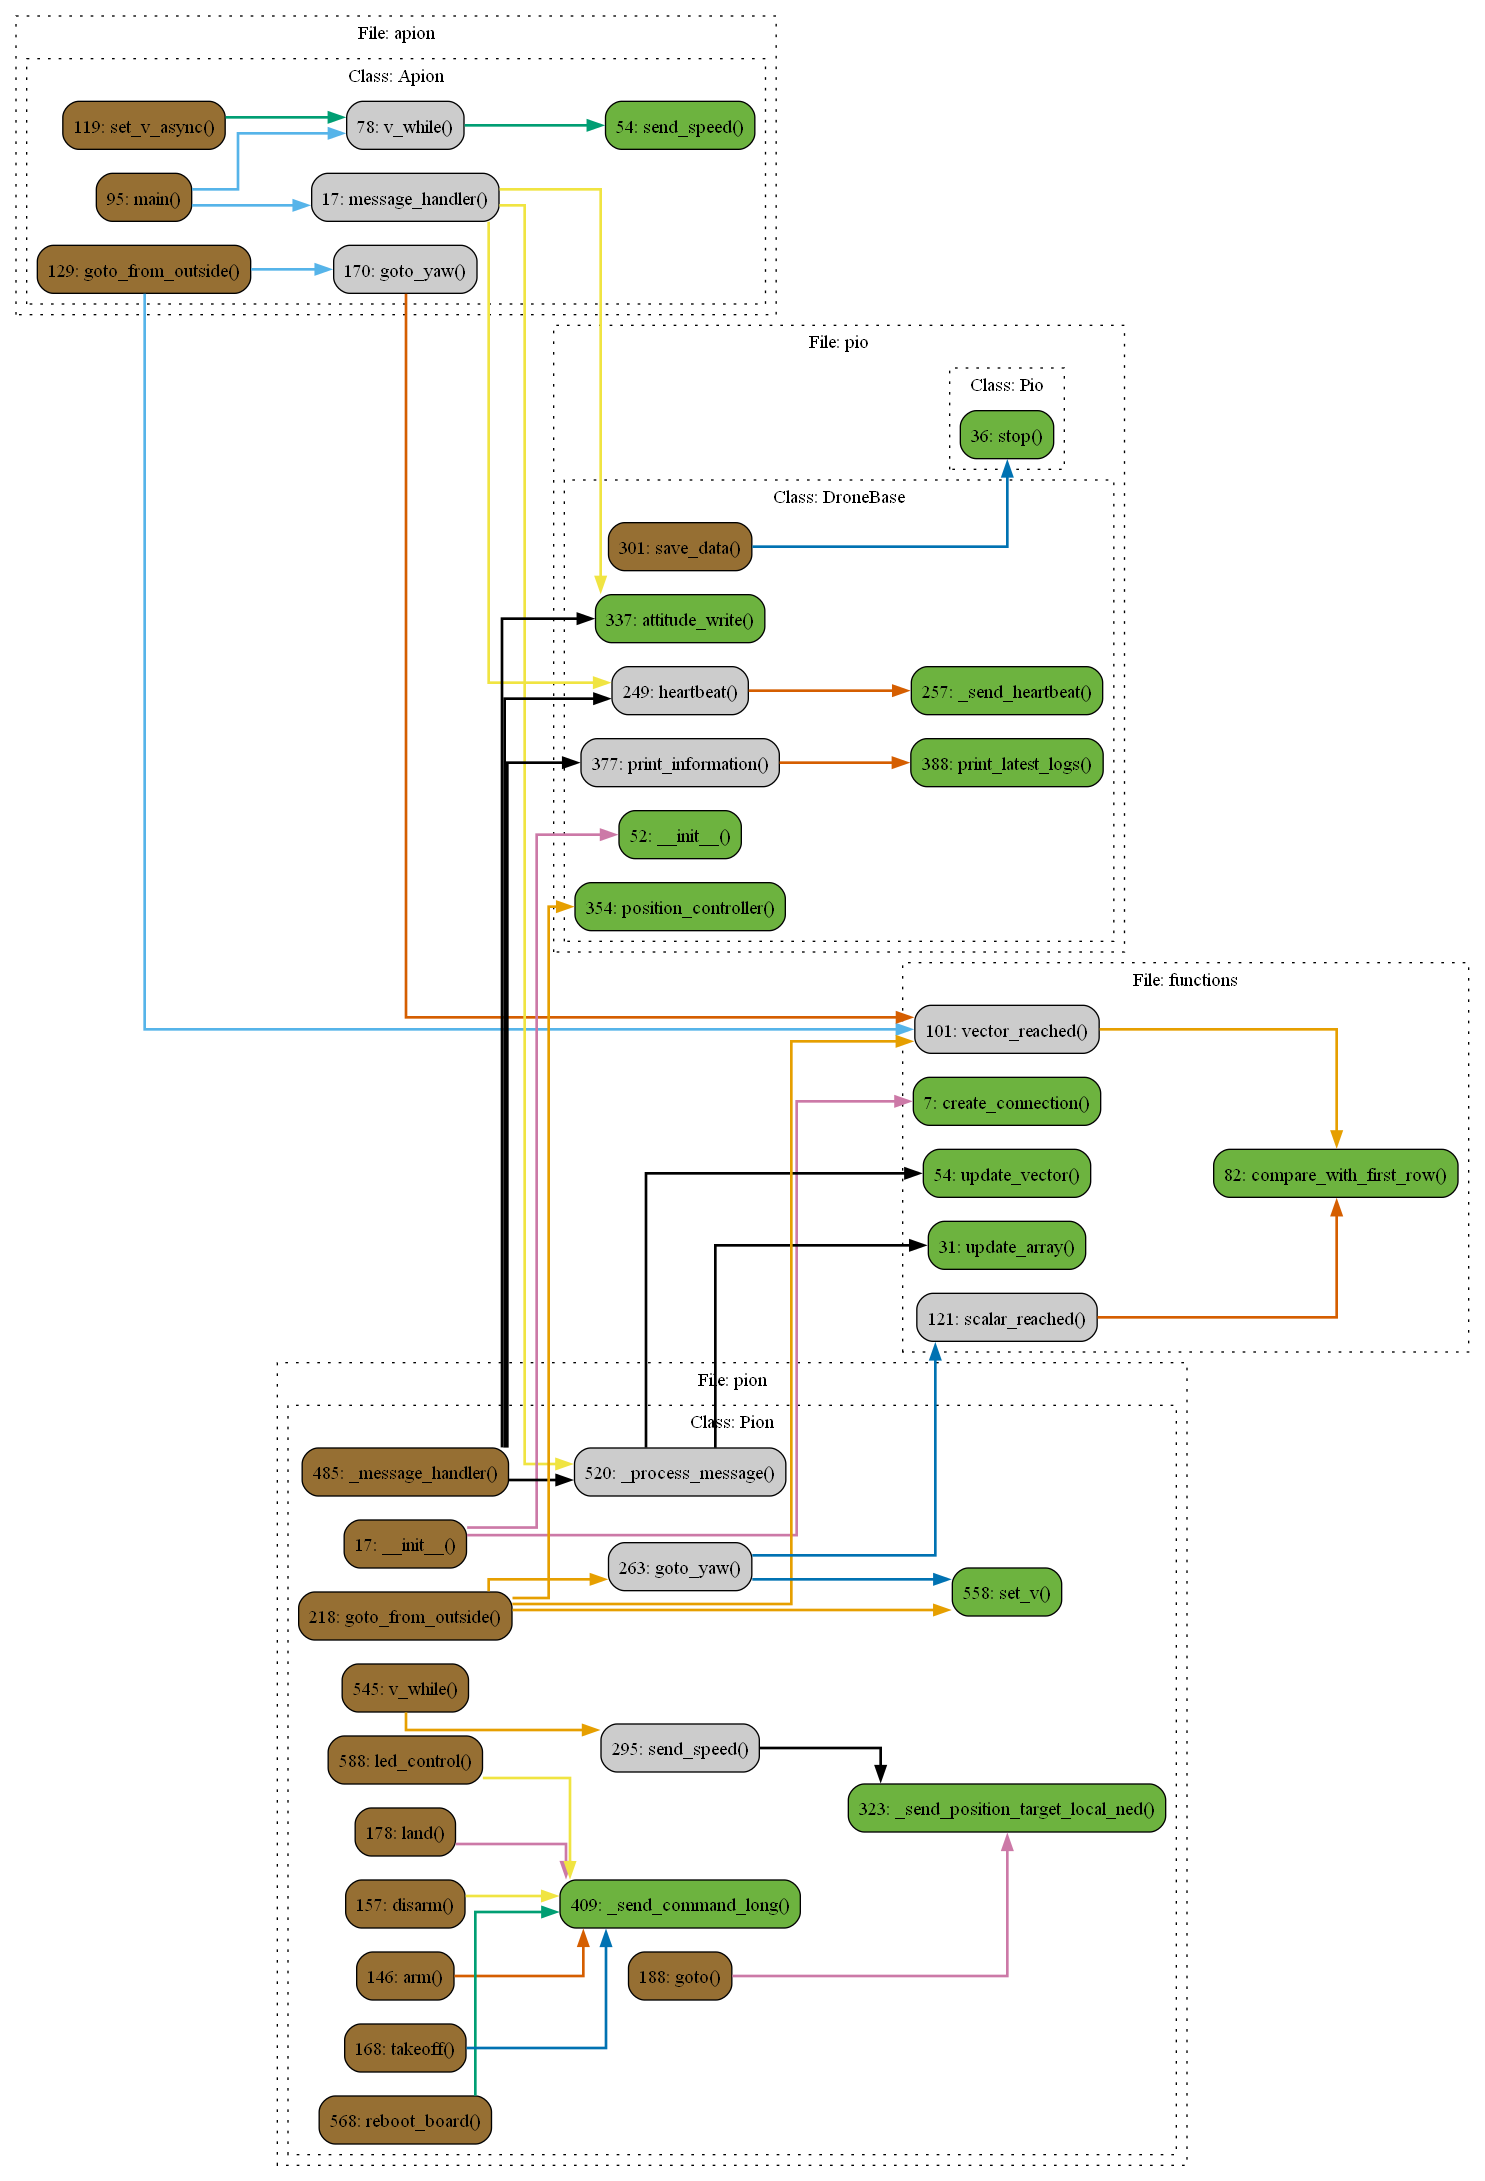 File: apion
Class: Apion
119: set_v_async()
78: v_while()
54: send_speed()
95: main()
17: message_handler()
129: goto_from_outside()
170: goto_yaw()
File: pio
Class: Pio
36: stop()
Class: DroneBase
301: save_data()
337: attitude_write()
249: heartbeat()
257: _send_heartbeat()
377: print_information()
388: print_latest_logs()
52: __init__()
354: position_controller()
File: functions
101: vector_reached()
7: create_connection()
54: update_vector()
82: compare_with_first_row()
31: update_array()
121: scalar_reached()
File: pion
Class: Pion
485: _message_handler()
520: _process_message()
17: __init__()
263: goto_yaw()
558: set_v()
218: goto_from_outside()
545: v_while()
295: send_speed()
588: led_control()
323: _send_position_target_local_ned()
178: land()
157: disarm()
409: _send_command_long()
146: arm()
188: goto()
168: takeoff()
568: reboot_board()